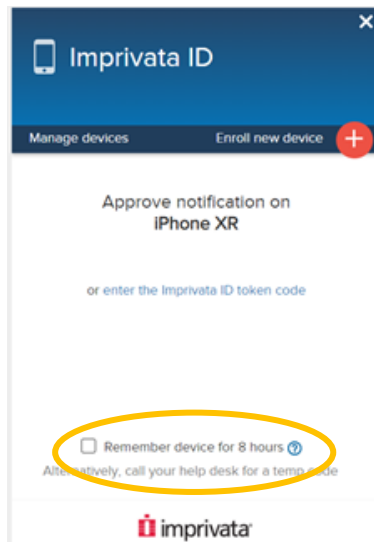 Imprivata ID
Manage devices Enroll new device
Approve notification on
iPhone XR
or enter the Imprivata ID token code
Remember device for 8 hours
Alternatively, call your help desk for a temp code
imprivata